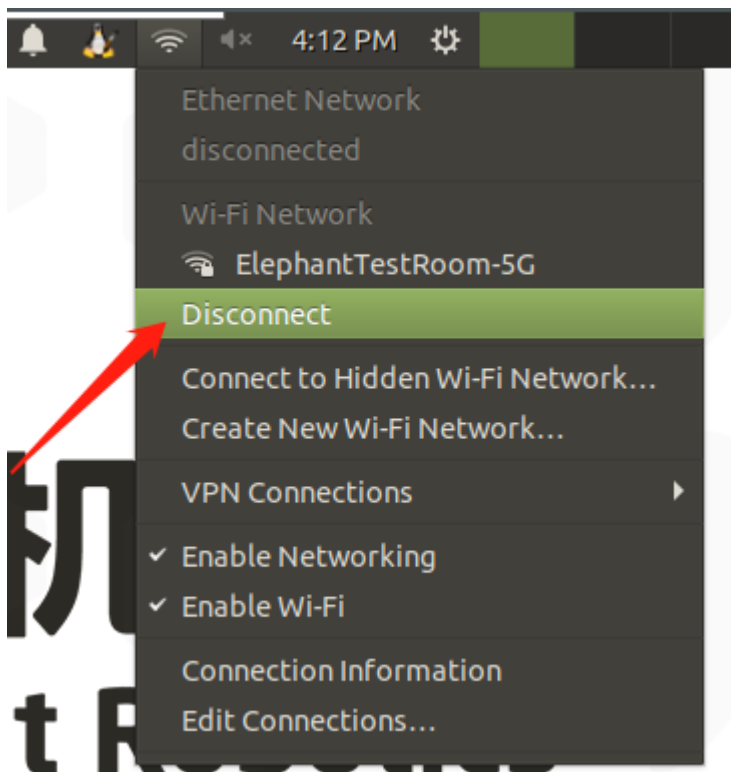 4:12 PM
Ethernet Network
disconnected
Wi-Fi Network
ElephantTestRoom-5G
Disconnect
Connect to Hidden Wi-Fi Network…
Create New Wi-Fi Network…
VPN Connections
Enable Networking
Enable Wi-Fi
Connection Information
Edit Connections…
机
t